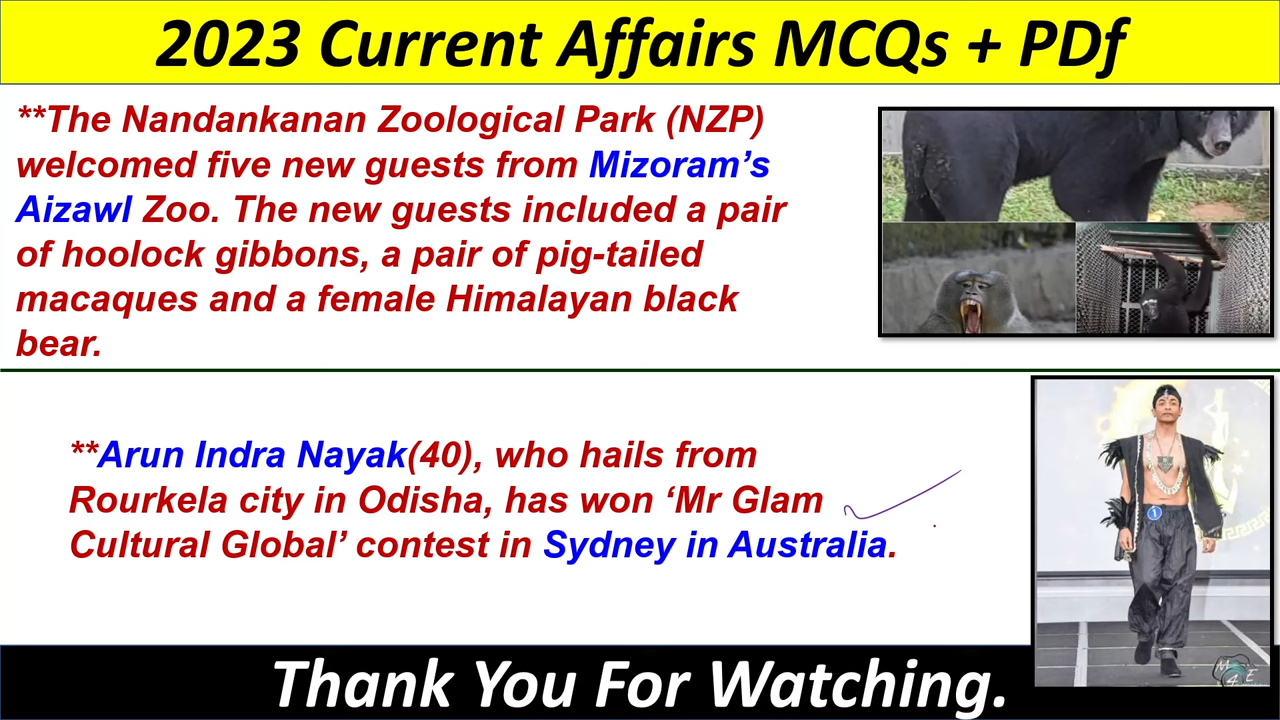 2023 Current Affairs MCQs + PDf
**The Nandankanan Zoological Park (NZP)
welcomed five new guests from Mizoram’s
Aizawl Zoo. The new guests included a pair
of hoolock gibbons, a pair of pig-tailed
macaques and a female Himalayan black
bear.
**Arun Indra Nayak(40), who hails from
Rourkela city in Odisha, has won ‘Mr Glam
Cultural Global’ contest in Sydney in Australia.
1
M
4 E
Thank You For Watching.